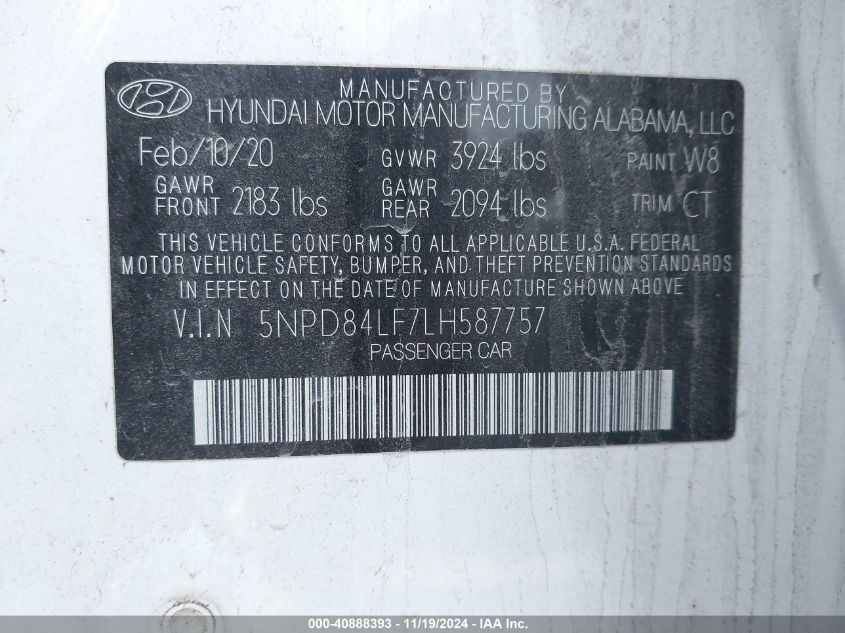 MANUFACTURED BY
HYUNDAI MOTOR MANUFACTURING ALABAMA, LLC
Feb/10/20 GVWR 3924 lbs PAINT W8
GAWR FRONT 2183 lbs GAWR REAR 2094 lbs TRIM CT
THIS VEHICLE CONFORMS TO ALL APPLICABLE U.S.A. FEDERAL
MOTOR VEHICLE SAFETY, BUMPER, AND THEFT PREVENTION STANDARDS
IN EFFECT ON THE DATE OF MANUFACTURE SHOWN ABOVE
V.I.N 5NPD84LF7LH587757
PASSENGER CAR
000-40888393 - 11/19/2024 - IAA Inc.